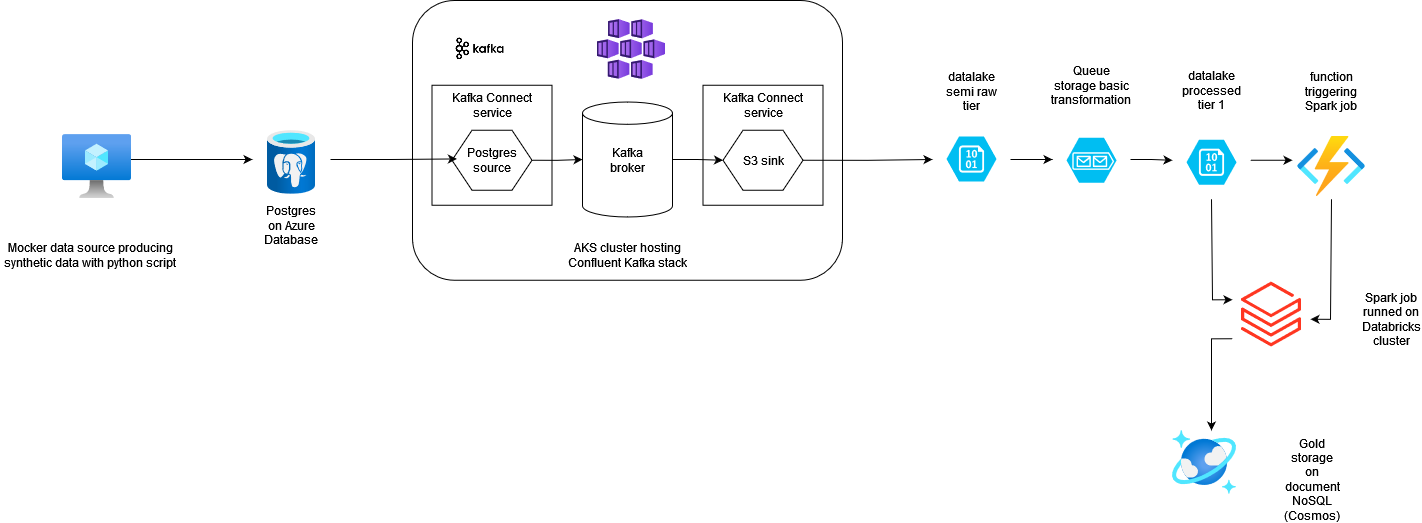 kafka
Kafka Connect
service
Postgres
source
Kafka
broker
Kafka Connect
service
S3 sink
AKS cluster hosting
Confluent Kafka stack
Postgres
on Azure
Database
Mocker data source producing
synthetic data with python script
datalake
semi raw
tier
10
01
Queue
storage basic
transformation
datalake
processed
tier 1
10
01
function
triggering
Spark job
Spark job
runned on
Databricks
cluster
Gold
storage
on
document
NoSQL
(Cosmos)